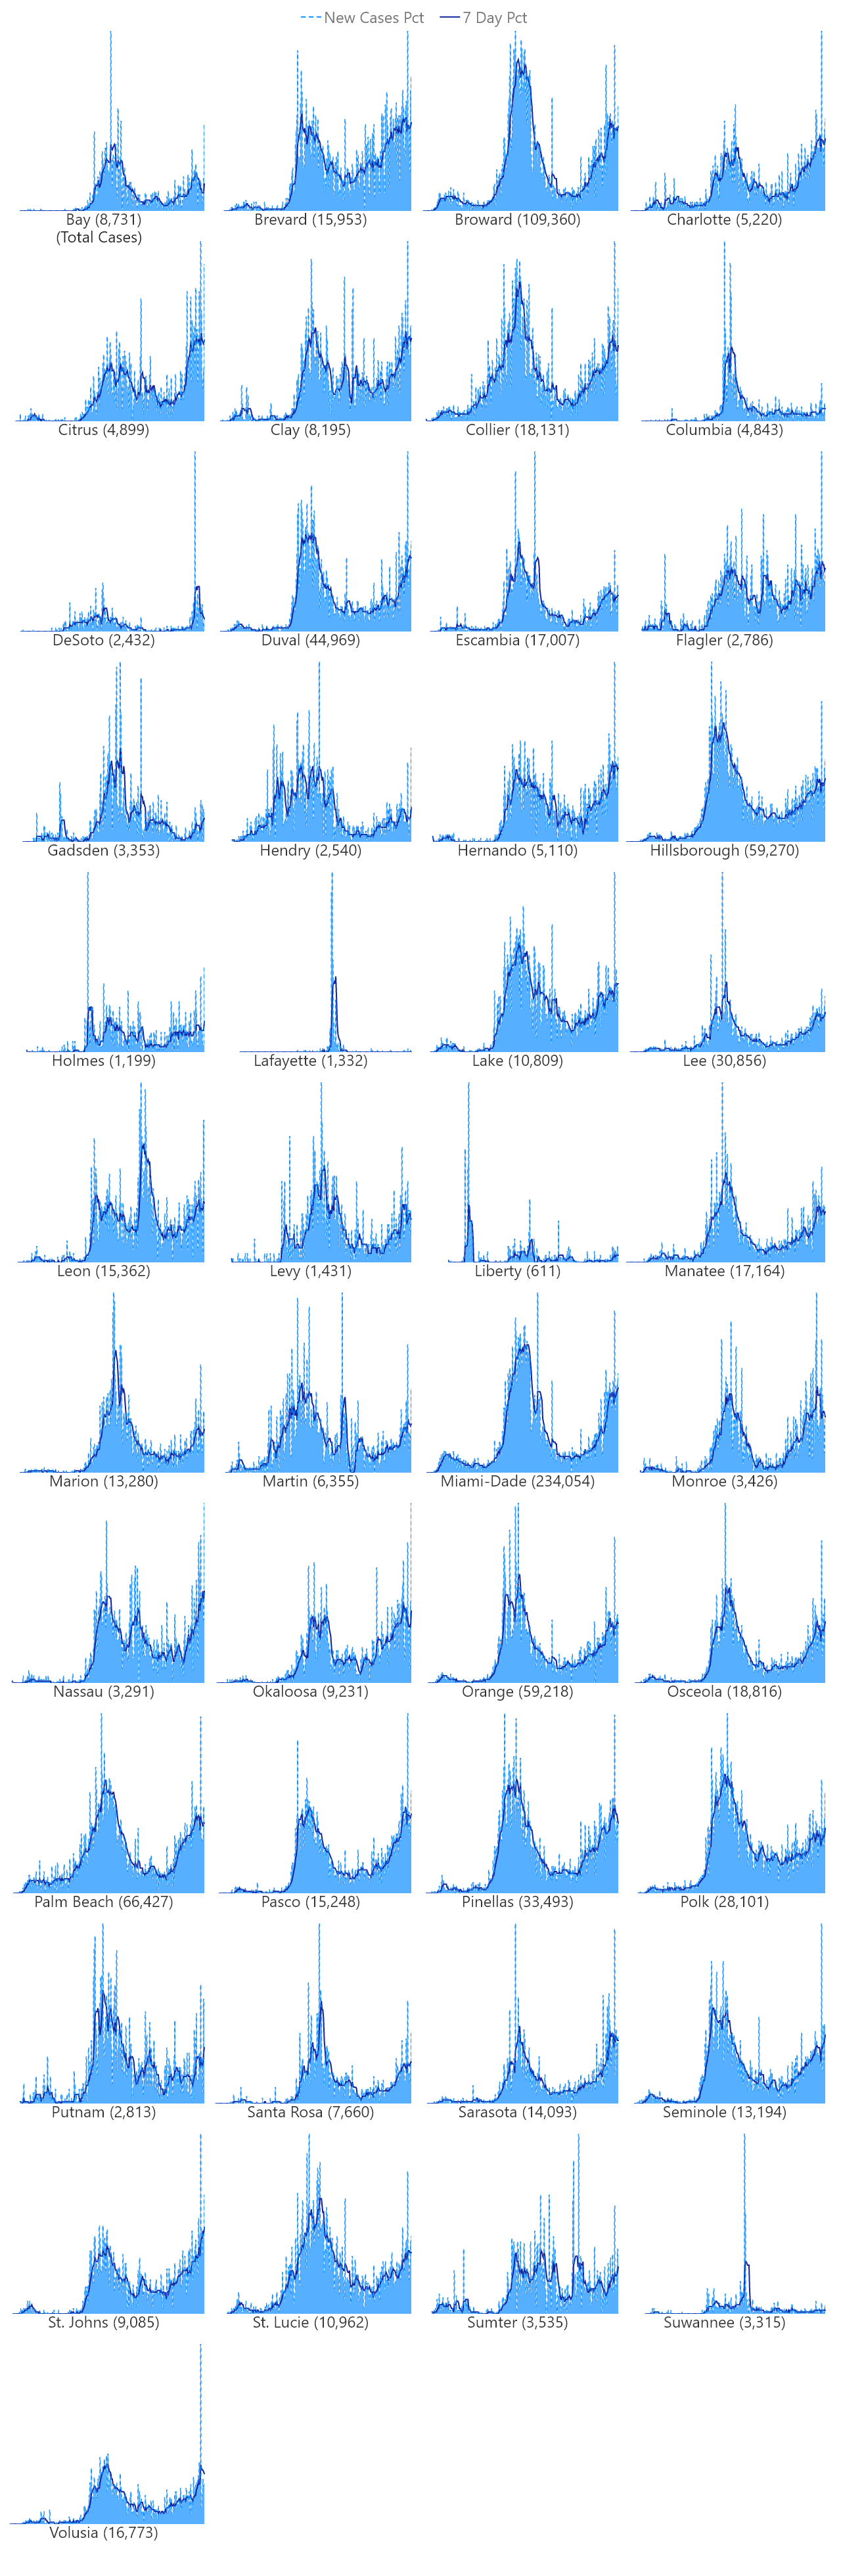 New Cases Pct 7 Day Pct
Bay (8,731) Brevard (15,953) Broward (109,360) Charlotte (5,220)
(Total Cases)
Citrus (4,899) Clay (8,195) Collier (18,131) Columbia (4,843)
DeSoto (2,432) Duval (44,969) Escambia (17,007) Flagler (2,786)
Gadsden (3,353) Hendry (2,540) Hernando (5,110) Hillsborough (59,270)
Holmes (1,199) Lafayette (1,332) Lake (10,809) Lee (30,856)
Leon (15,362) Levy (1,431) Liberty (611) Manatee (17,164)
Marion (13,280) Martin (6,355) Miami-Dade (234,054) Monroe (3,426)
Nassau (3,291) Okaloosa (9,231) Orange (59,218) Osceola (18,816)
Palm Beach (66,427) Pasco (15,248) Pinellas (33,493) Polk (28,101)
Putnam (2,813) Santa Rosa (7,660) Sarasota (14,093) Seminole (13,194)
St. Johns (9,085) St. Lucie (10,962) Sumter (3,535) Suwannee (3,315)
Volusia (16,773)